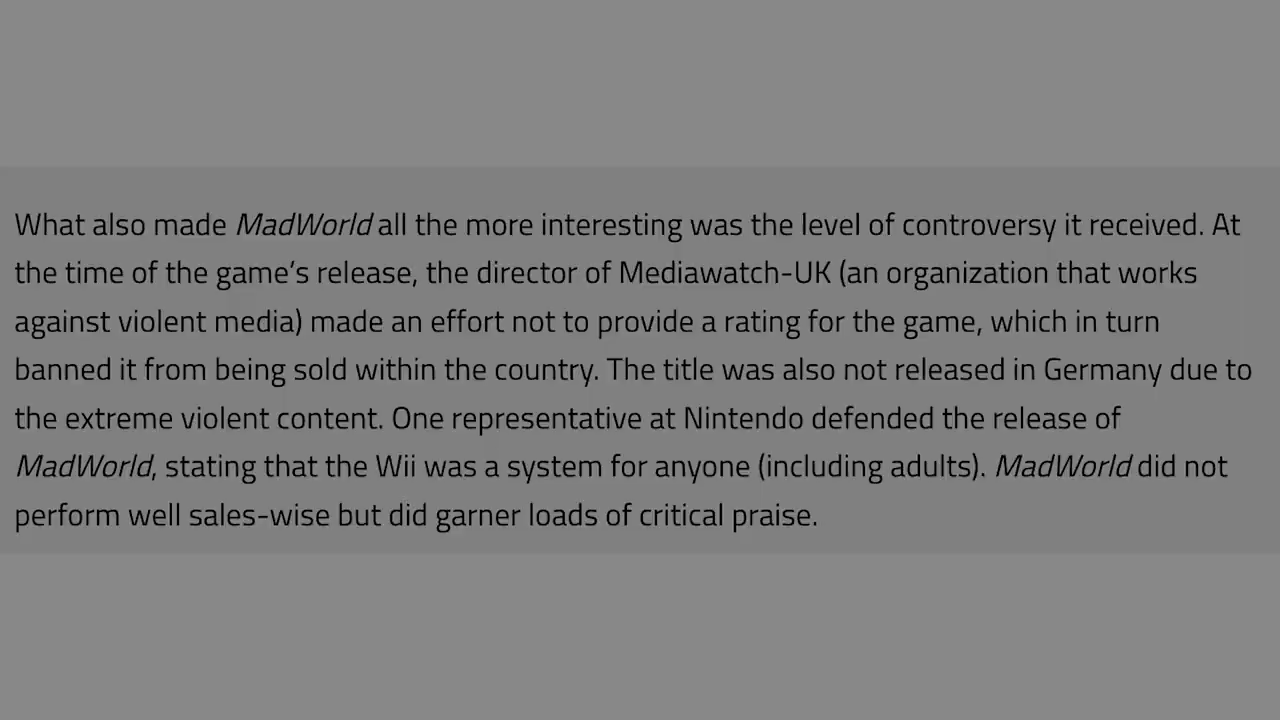 What also made MadWorld all the more interesting was the level of controversy it received. At
the time of the game’s release, the director of Mediawatch-UK (an organization that works
against violent media) made an effort not to provide a rating for the game, which in turn
banned it from being sold within the country. The title was also not released in Germany due to
the extreme violent content. One representative at Nintendo defended the release of
MadWorld, stating that the Wii was a system for anyone (including adults). MadWorld did not
perform well sales-wise but did garner loads of critical praise.